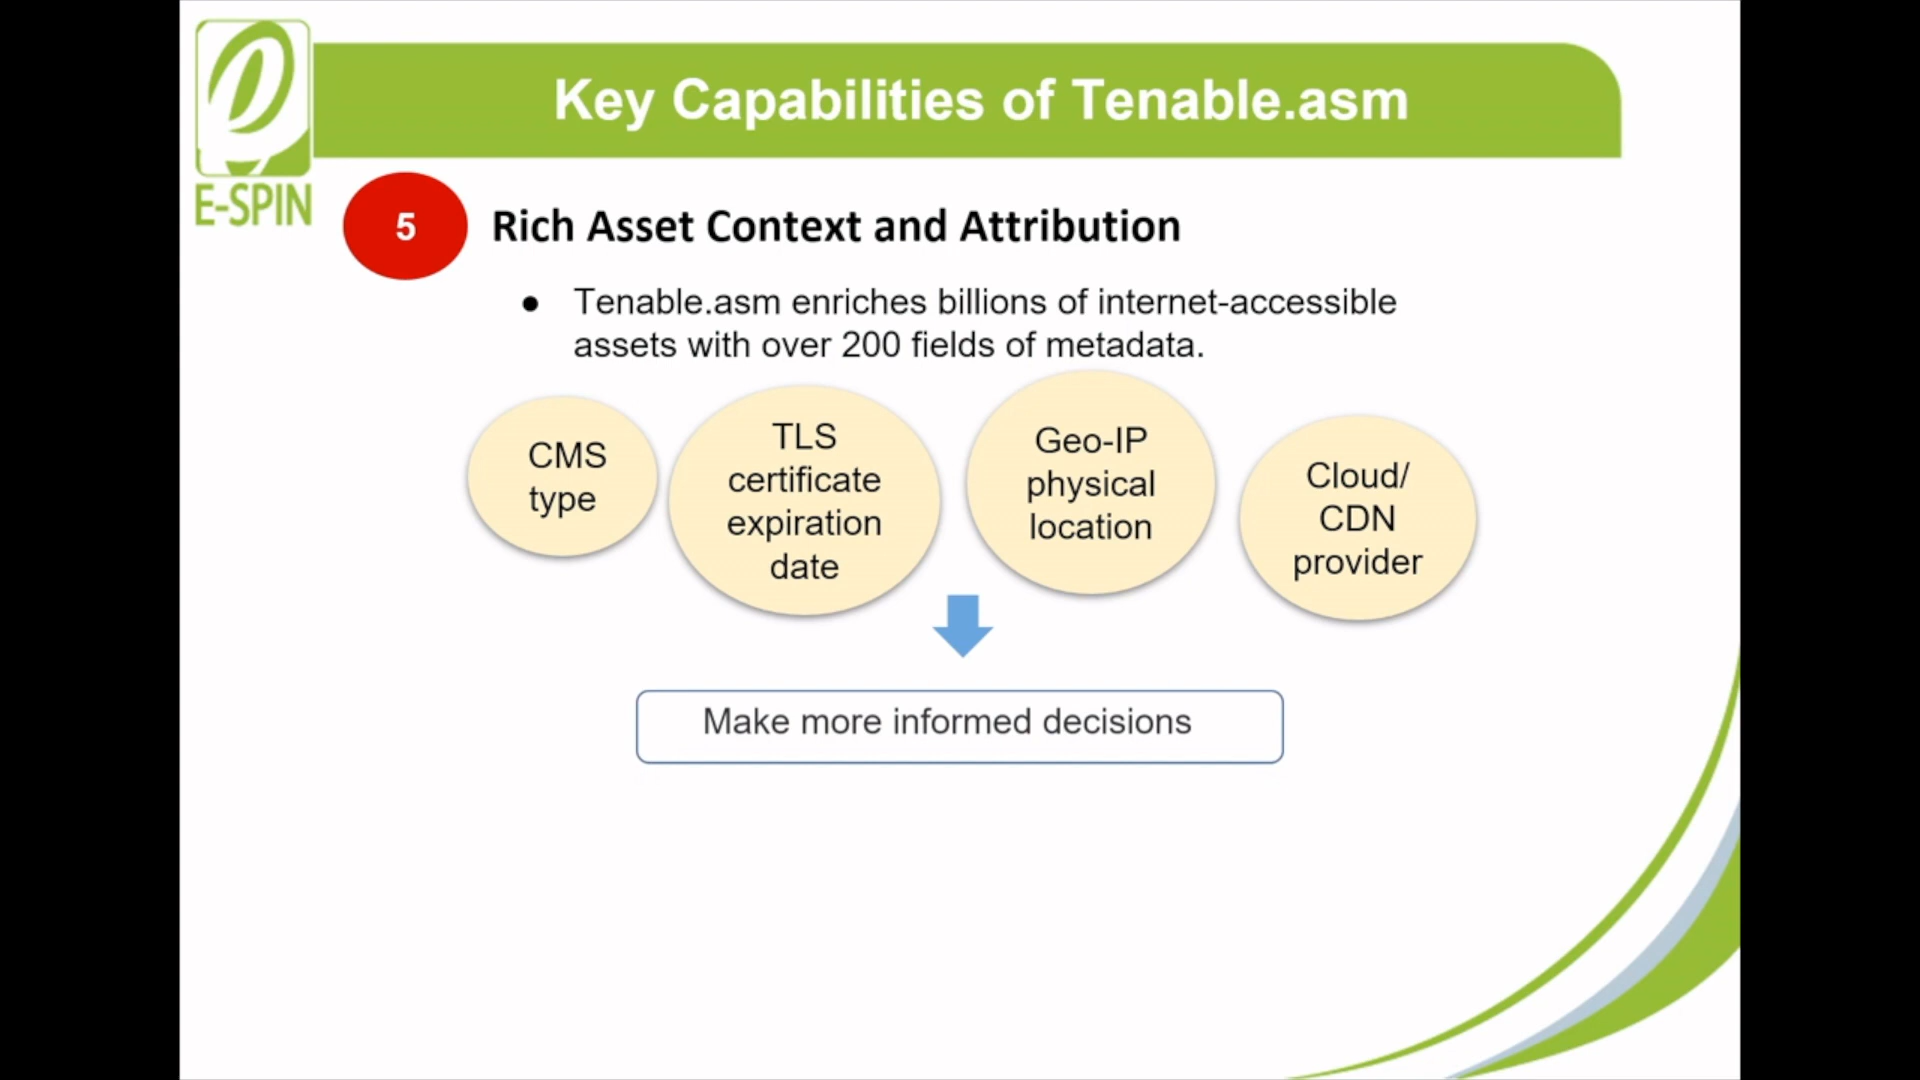 Key Capabilities of Tenable.asm
E-SPIN
5
Rich Asset Context and Attribution
● Tenable.asm enriches billions of internet-accessible
assets with over 200 fields of metadata.
CMS
type
TLS
certificate
expiration
date
Geo-IP
physical
location
Cloud/
CDN
provider
Make more informed decisions